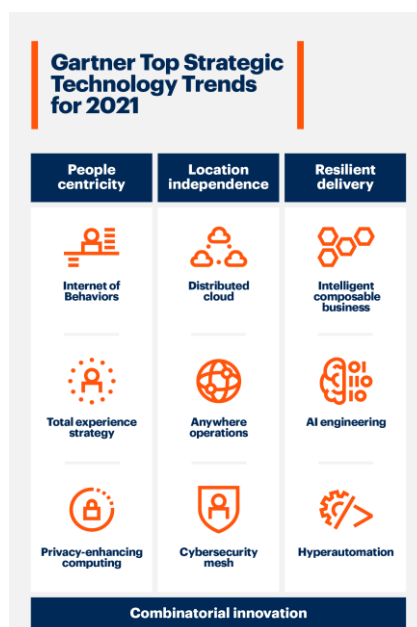 Gartner Top Strategic
Technology Trends
for 2021
People
centricity
Location
independence
Resilient
delivery
Internet of
Behaviors
Distributed
cloud
Intelligent
composable
business
Total experience
strategy
Anywhere
operations
AI engineering
Privacy-enhancing
computing
Cybersecurity
mesh
Hyperautomation
Combinatorial innovation